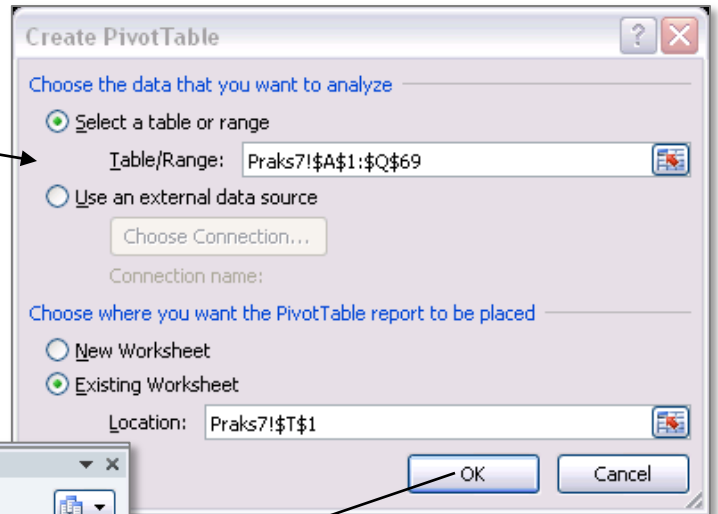 Create PivotTable
Choose the data that you want to analyze
Select a table or range
Table/Range: Praks7!$A$1:$Q$69
Use an external data source
Choose Connection...
Connection name:
Choose where you want the PivotTable report to be placed
New Worksheet
Existing Worksheet
Location: Praks7!$T$1
OK Cancel